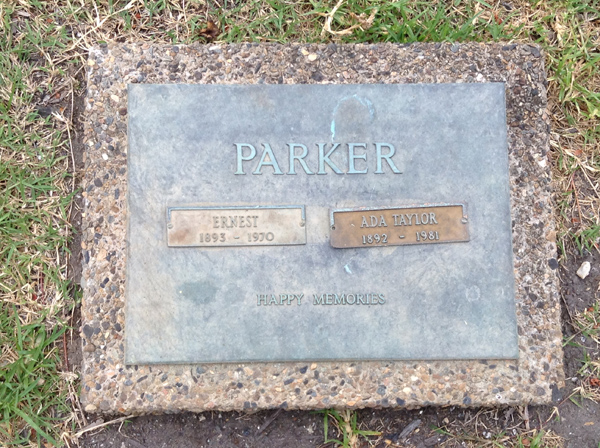 PARKER
ERNEST
1893 - 1970
ADA TAYLOR
1892 - 1981
HAPPY MEMORIES